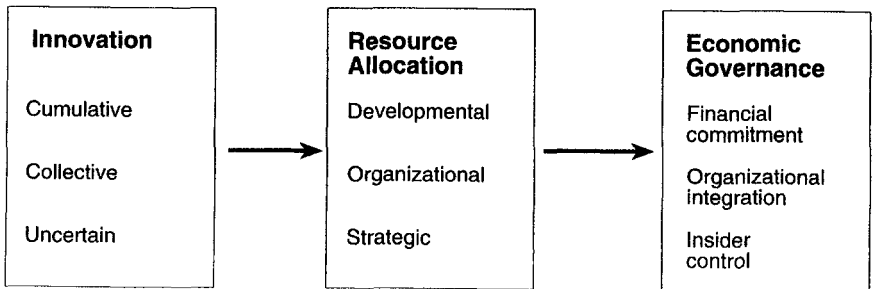 Innovation
Cumulative
Collective
Uncertain
Resource
Allocation
Developmental
Organizational
Strategic
Economic
Governance
Financial
commitment
Organizational
integration
Insider
control